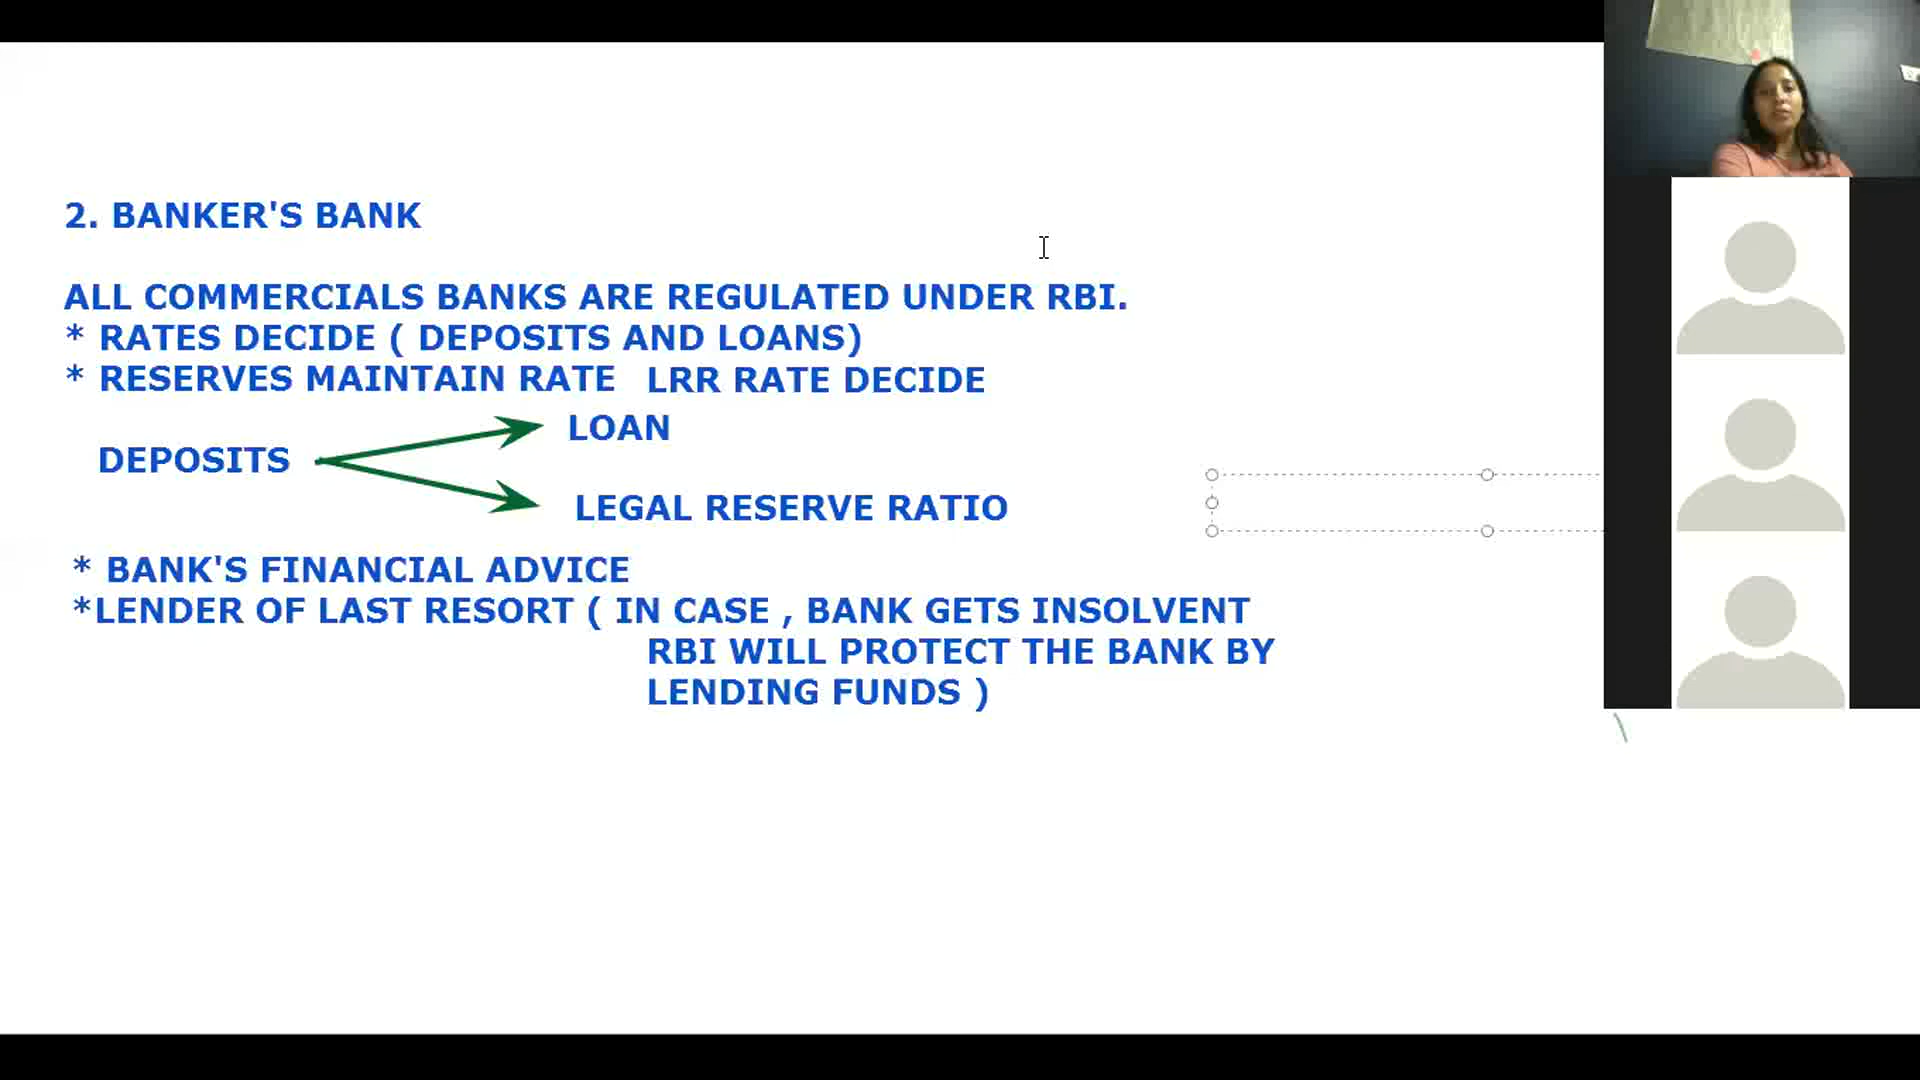 2. BANKER'S BANK
ALL COMMERCIALS BANKS ARE REGULATED UNDER RBI.
* RATES DECIDE ( DEPOSITS AND LOANS)
* RESERVES MAINTAIN RATE LRR RATE DECIDE
LOAN
DEPOSITS
LEGAL RESERVE RATIO
* BANK'S FINANCIAL ADVICE
*LENDER OF LAST RESORT ( IN CASE , BANK GETS INSOLVENT
RBI WILL PROTECT THE BANK BY
LENDING FUNDS )